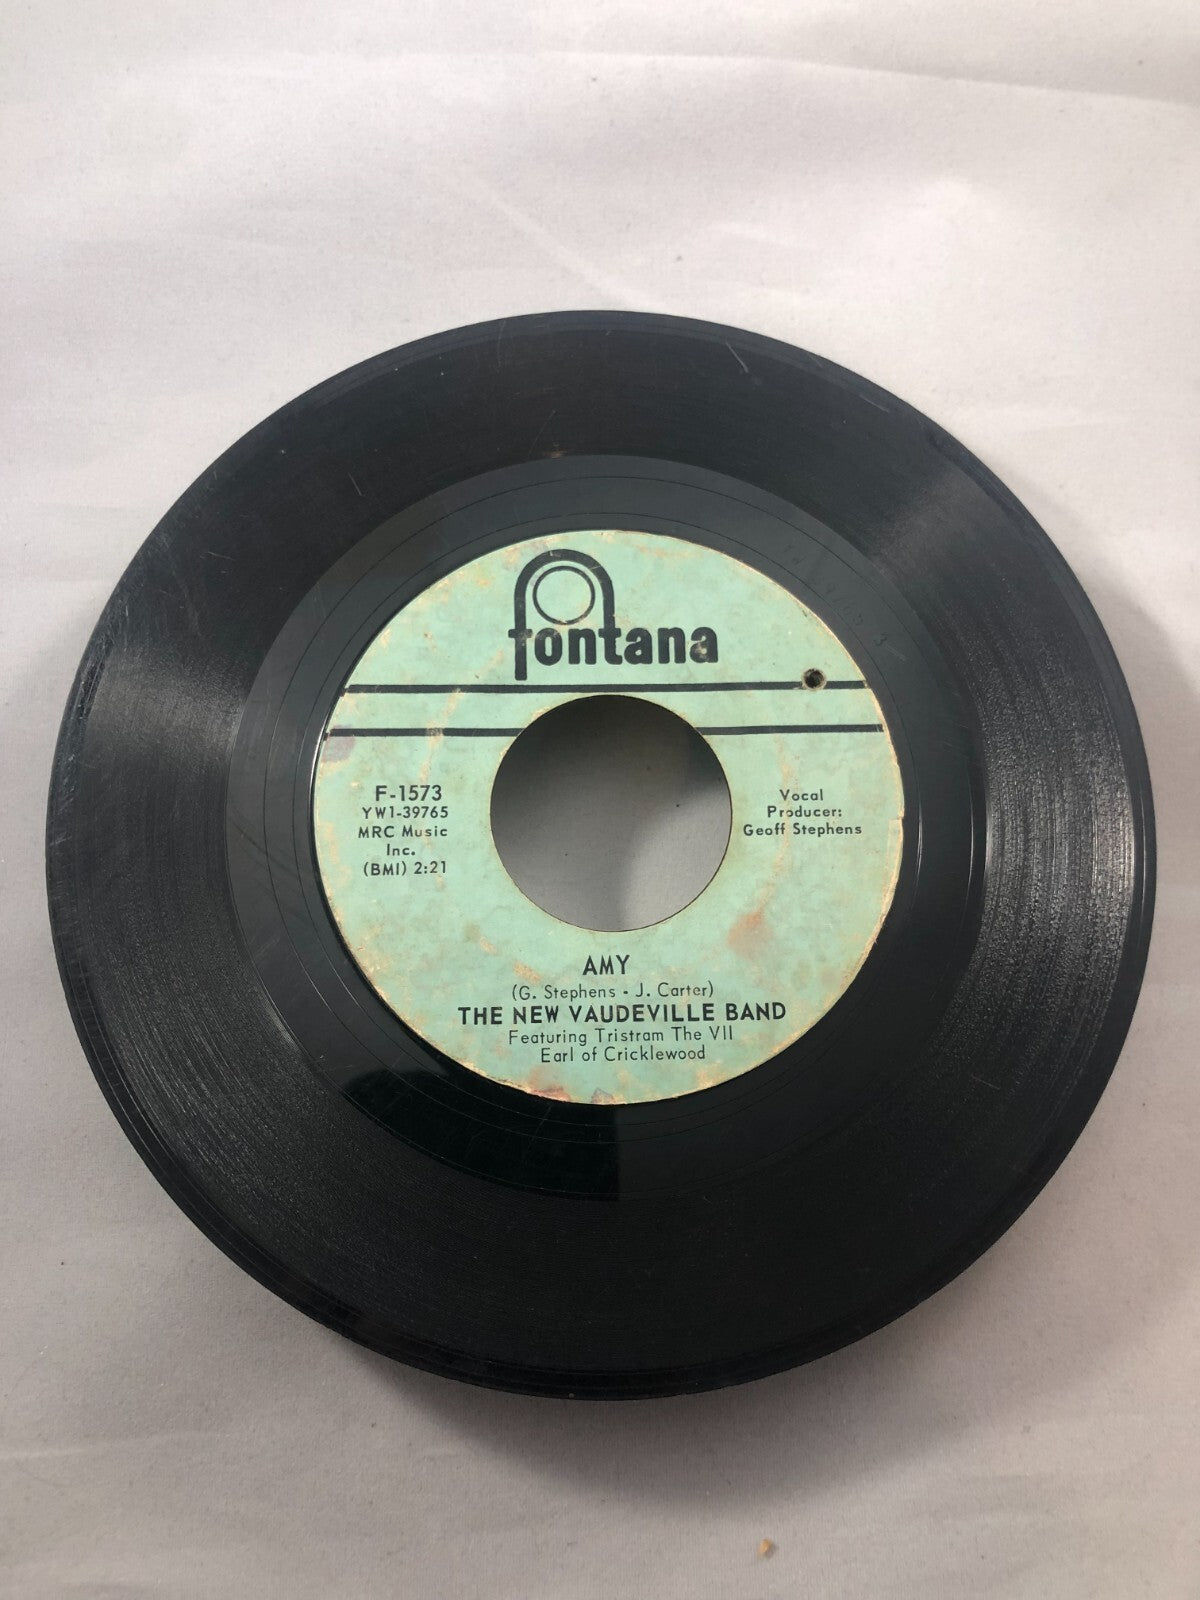 fontana
F-1573
YW1-39765
MRC Music
Inc.
(BMI) 2:21
Vocal
Producer:
Geoff Stephens
AMY
(G. Stephens - J. Carter)
THE NEW VAUDEVILLE BAND
Featuring Tristram The VII
Earl of Cricklewood